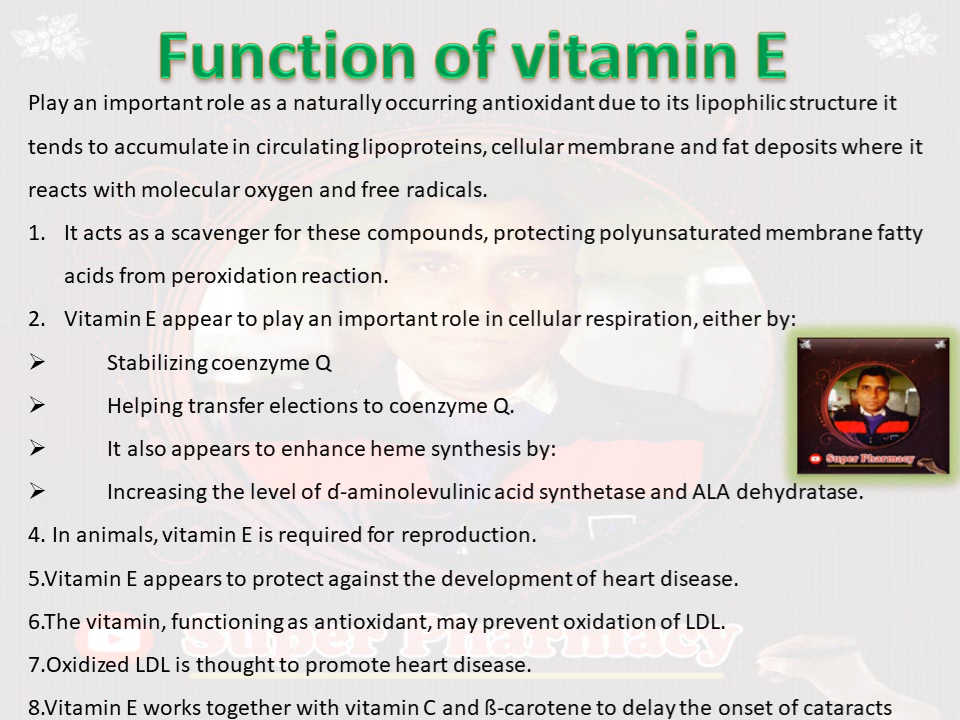 Function of vitamin E
Play an important role as a naturally occurring antioxidant due to its lipophilic structure it
tends to accumulate in circulating lipoproteins, cellular membrane and fat deposits where it
reacts with molecular oxygen and free radicals.
1. It acts as a scavenger for these compounds, protecting polyunsaturated membrane fatty
acids from peroxidation reaction.
2. Vitamin E appear to play an important role in cellular respiration, either by:
➢ Stabilizing coenzyme Q
➢ Helping transfer elections to coenzyme Q.
➢ It also appears to enhance heme synthesis by:
➢ Increasing the level of ɗ-aminolevulinic acid synthetase and ALA dehydratase.
Super Pharmacy
4. In animals, vitamin E is required for reproduction.
5.Vitamin E appears to protect against the development of heart disease.
6.The vitamin, functioning as antioxidant, may prevent oxidation of LDL.
Super Pharmacy
7.Oxidized LDL is thought to promote heart disease.
8.Vitamin E works together with vitamin C and ß-carotene to delay the onset of cataracts